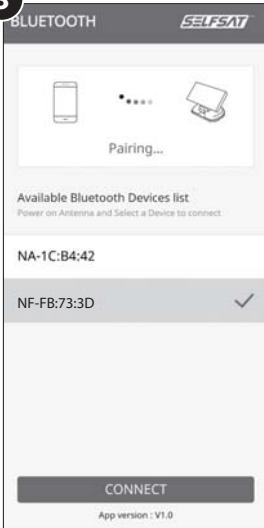 BLUETOOTH SELFSAT
Pairing...
Available Bluetooth Devices list
Power on Antenna and Select a Device to connect
NA-1C:B4:42
NF-FB:73:3D
CONNECT
App version : V1.0